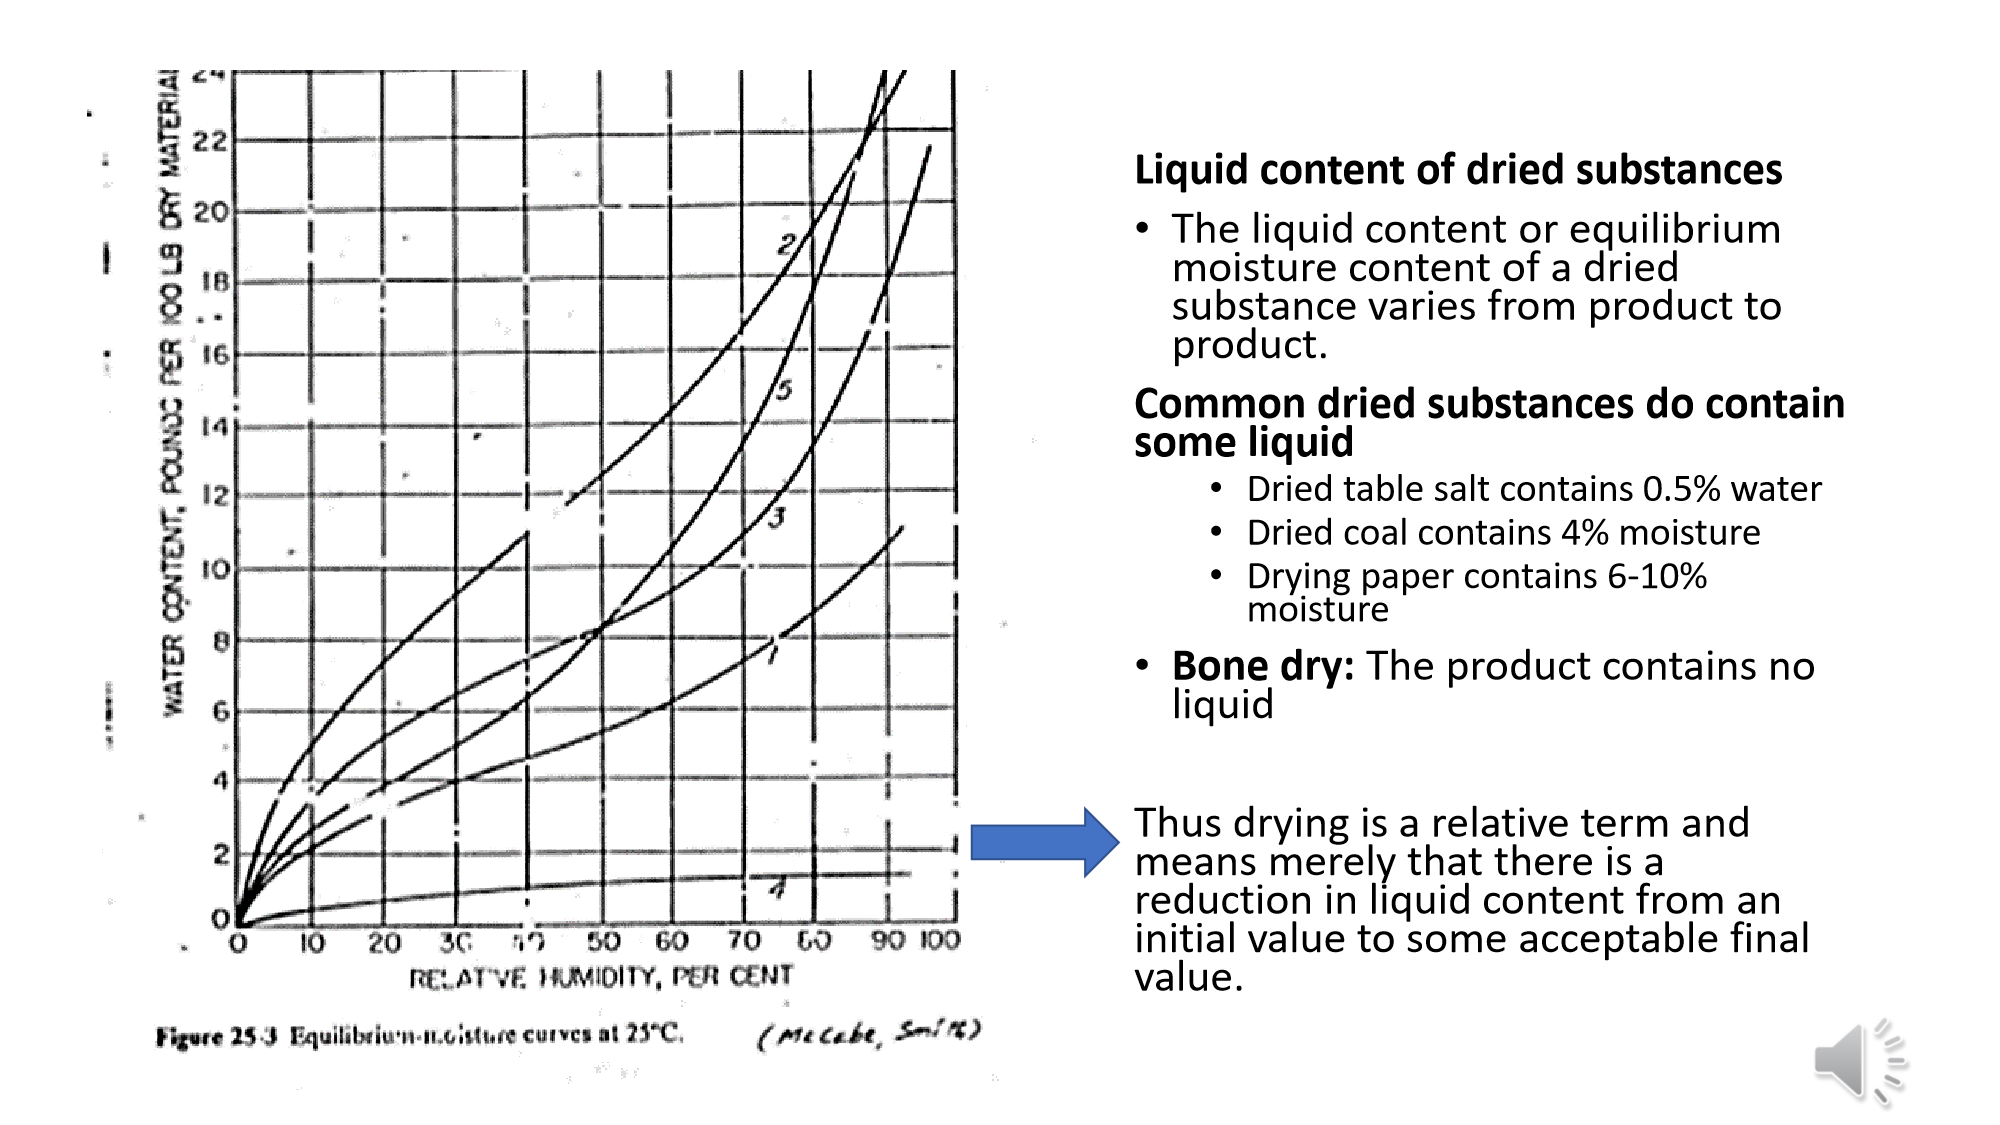 WATER CONTENT, POUNDC PER 100 LB DRY MATERIAL
24
22
20
18
16
14
12
10
8
6
4
2
0
2
5
3
1
4
0 10 20 50 60 70 90 100
HUMIDITY, PER CENT
Figure 25-3 curves at 25°C. (McCabe, Smith)
Liquid content of dried substances
• The liquid content or equilibrium
moisture content of a dried
substance varies from product to
product.
Common dried substances do contain
some liquid
• Dried table salt contains 0.5% water
• Dried coal contains 4% moisture
• Drying paper contains 6-10%
moisture
• Bone dry: The product contains no
liquid
Thus drying is a relative term and
means merely that there is a
reduction in liquid content from an
initial value to some acceptable final
value.